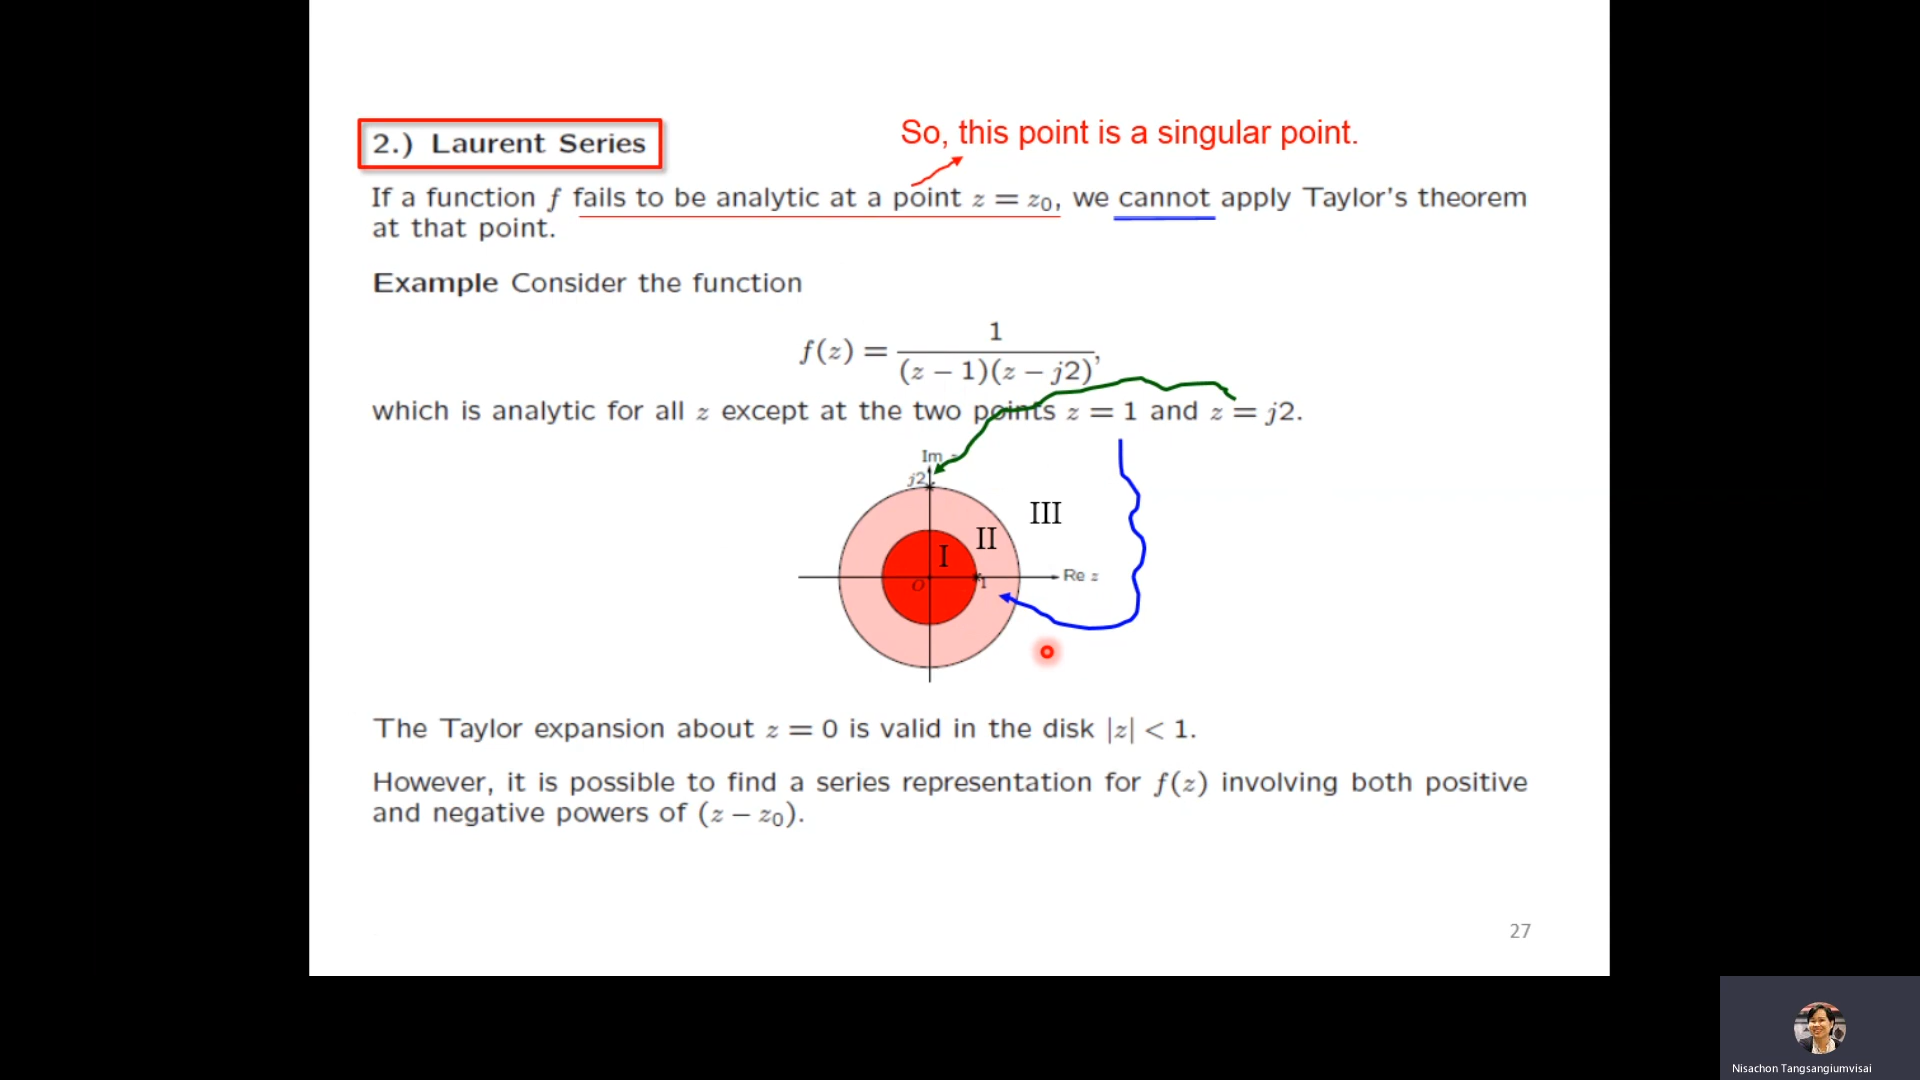 2.) Laurent Series
So, this point is a singular point.
If a function f fails to be analytic at a point z = z₀, we cannot apply Taylor's theorem
at that point.
Example Consider the function
f(z) = 1 / (z − 1)(z − j2),
which is analytic for all z except at the two points z = 1 and z = j2.
Im
j2
III
II
I
O
1
Re z
The Taylor expansion about z = 0 is valid in the disk |z| < 1.
However, it is possible to find a series representation for f(z) involving both positive
and negative powers of (z − z₀).
27
Nisachon Tangsangiumvisai